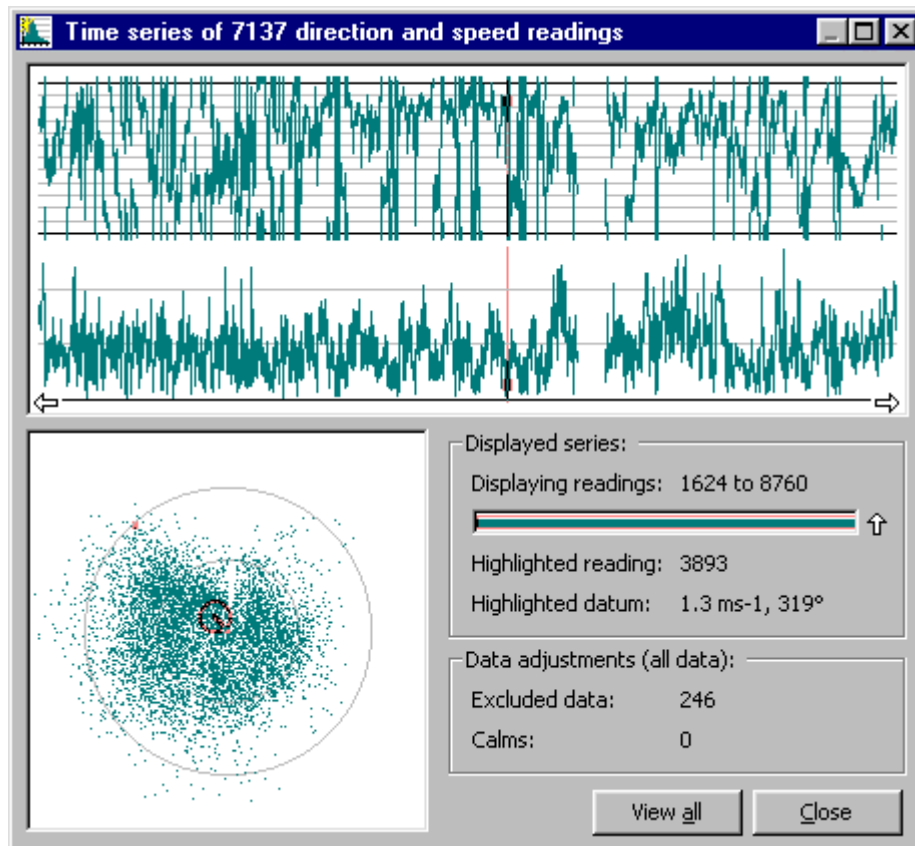 Time series of 7137 direction and speed readings
Displayed series:
Displaying readings: 1624 to 8760
Highlighted reading: 3893
Highlighted datum: 1.3 ms-1, 319º
Data adjustments (all data):
Excluded data: 246
Calms: 0
View all Close